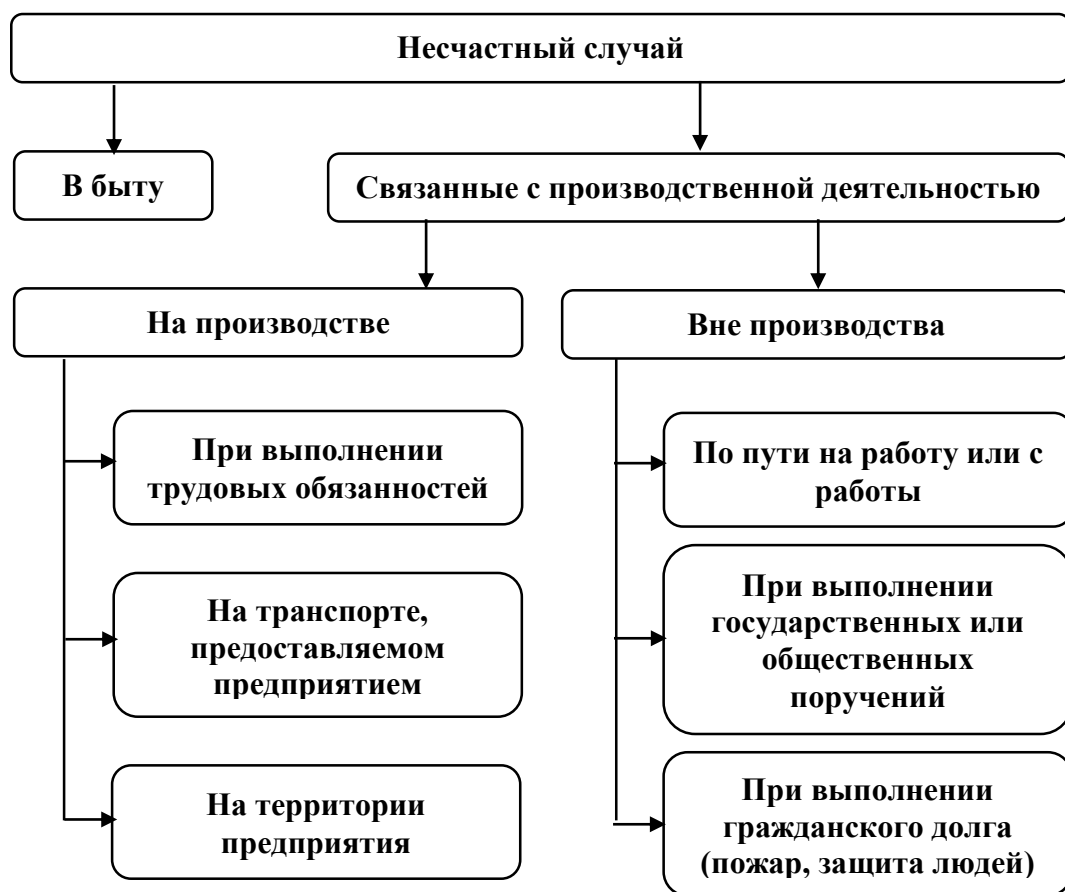 Несчастный случай
В быту
Связанные с производственной деятельностью
На производстве
Вне производства
При выполнении
трудовых обязанностей
На транспорте,
предоставляемом
предприятием
На территории
предприятия
По пути на работу или с
работы
При выполнении
государственных или
общественных
поручений
При выполнении
гражданского долга
(пожар, защита людей)